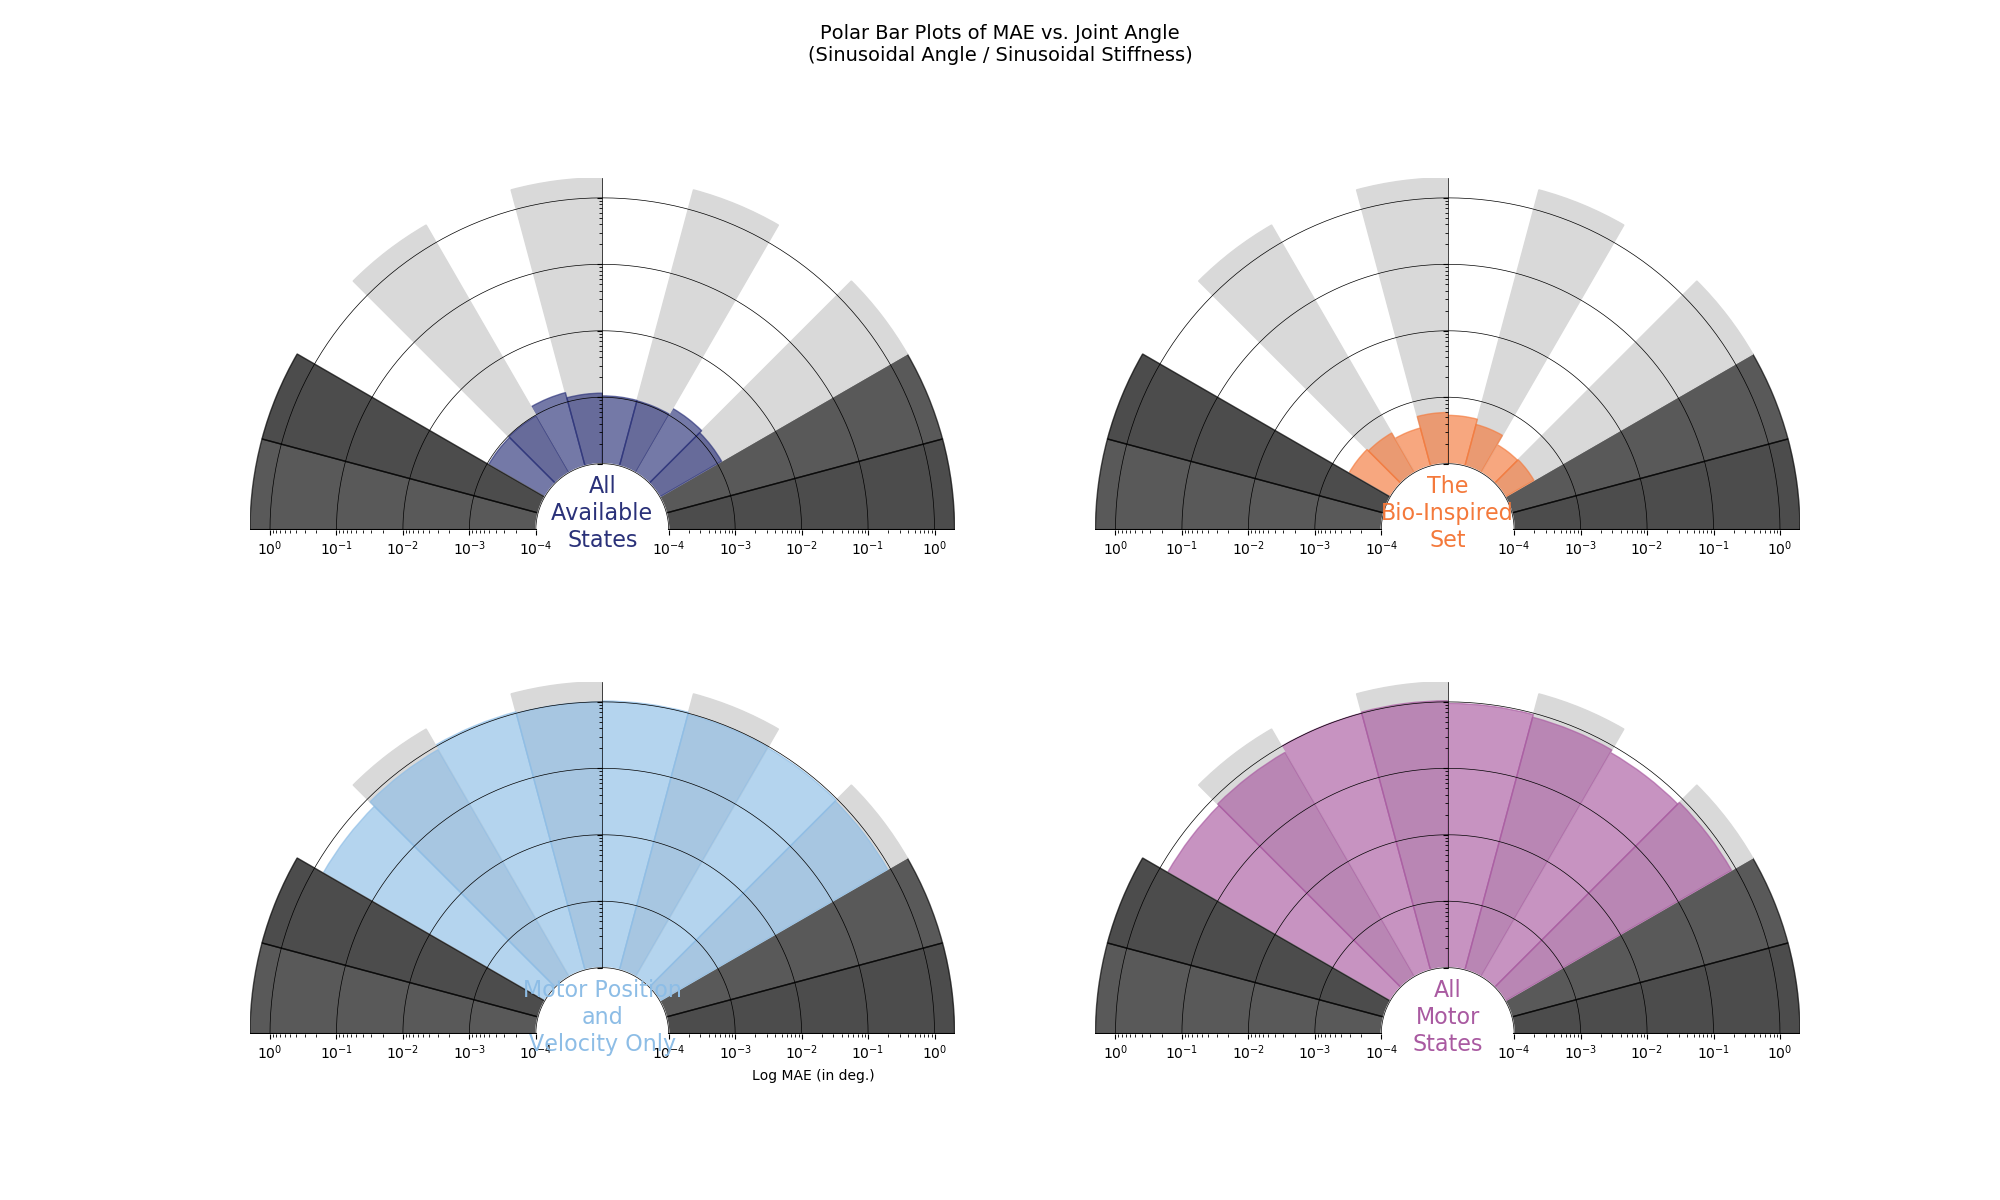 Polar Bar Plots of MAE vs. Joint Angle
(Sinusoidal Angle / Sinusoidal Stiffness)
All
Available
States
10⁰ 10⁻¹ 10⁻² 10⁻³ 10⁻⁴ 10⁻⁴ 10⁻³ 10⁻² 10⁻¹ 10⁰
The
Bio-Inspired
Set
10⁰ 10⁻¹ 10⁻² 10⁻³ 10⁻⁴ 10⁻⁴ 10⁻³ 10⁻² 10⁻¹ 10⁰
Motor Position
and
Velocity Only
10⁰ 10⁻¹ 10⁻² 10⁻³ 10⁻⁴ 10⁻⁴ 10⁻³ 10⁻² 10⁻¹ 10⁰
Log MAE (in deg.)
All
Motor
States
10⁰ 10⁻¹ 10⁻² 10⁻³ 10⁻⁴ 10⁻⁴ 10⁻³ 10⁻² 10⁻¹ 10⁰